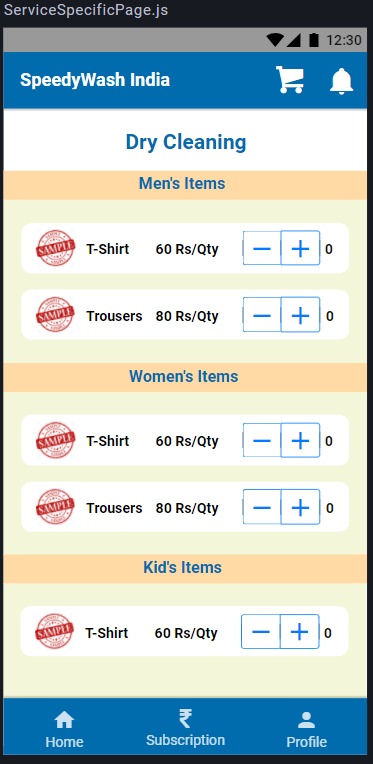 ServiceSpecificPage.js
12:30
SpeedyWash India
Dry Cleaning
Men's Items
SAMPLE T-Shirt 60 Rs/Qty 0
SAMPLE Trousers 80 Rs/Qty 0
Women's Items
SAMPLE T-Shirt 60 Rs/Qty 0
SAMPLE Trousers 80 Rs/Qty 0
Kid's Items
SAMPLE T-Shirt 60 Rs/Qty 0
Home Subscription Profile